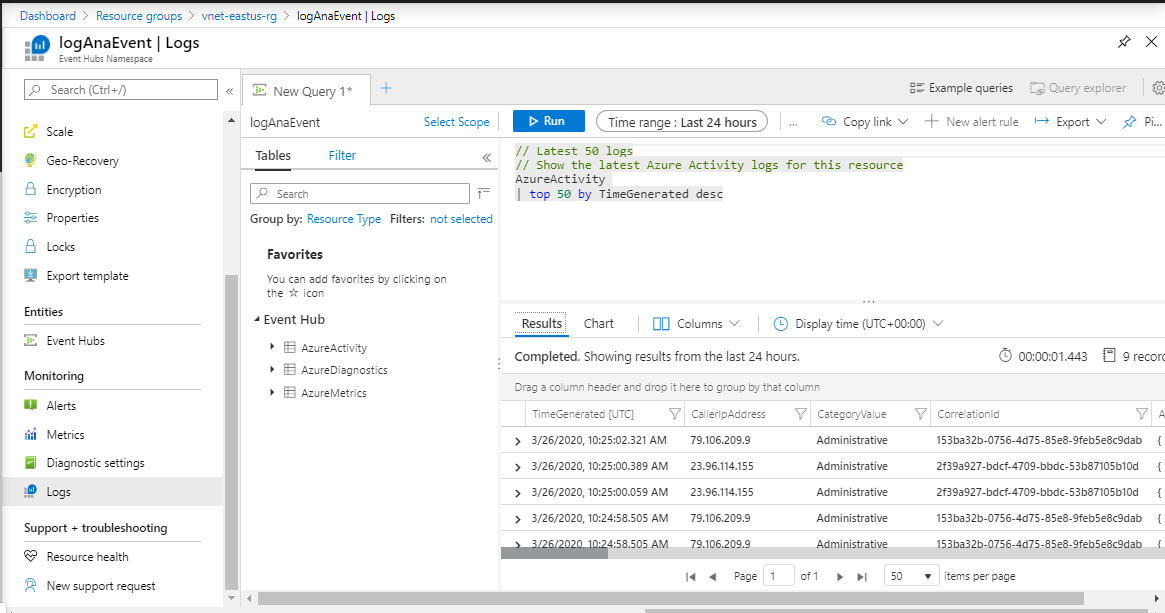 Dashboard > Resource groups > vnet-eastus-rg > logAnaEvent | Logs
logAnaEvent | Logs
Event Hubs Namespace
Search (Ctrl+/)
«
Scale
Geo-Recovery
Encryption
Properties
Locks
Export template
Entities
Event Hubs
Monitoring
Alerts
Metrics
Diagnostic settings
Logs
Support + troubleshooting
Resource health
New support request
New Query 1*
Example queries
Query explorer
logAnaEvent
Select Scope
Run
Time range : Last 24 hours
...
Copy link
New alert rule
Export
Pi...
Tables
Filter
«
Search
Group by: Resource Type Filters: not selected
Favorites
You can add favorites by clicking on
the ☆ icon
Event Hub
AzureActivity
AzureDiagnostics
AzureMetrics
// Latest 50 logs
// Show the latest Azure Activity logs for this resource
AzureActivity
| top 50 by TimeGenerated desc
...
Results
Chart
Columns
Display time (UTC+00:00)
Completed. Showing results from the last 24 hours.
00:00:01.443
9 recor
Drag a column header and drop it here to group by that column
TimeGenerated [UTC] CallerIpAddress CategoryValue CorrelationId A
3/26/2020, 10:25:02.321 AM 79.106.209.9 Administrative 153ba32b-0756-4d75-85e8-9feb5e8c9dab {
3/26/2020, 10:25:00.389 AM 23.96.114.155 Administrative 2f39a927-bdcf-4709-bbdc-53b87105b10d {
3/26/2020, 10:25:00.059 AM 23.96.114.155 Administrative 2f39a927-bdcf-4709-bbdc-53b87105b10d {
3/26/2020, 10:24:58.505 AM 79.106.209.9 Administrative 153ba32b-0756-4d75-85e8-9feb5e8c9dab {
3/26/2020, 10:24:58.505 AM 79.106.209.9 Administrative 153ba32b-0756-4d75-85e8-9feb5e8c9dab {
Page 1 of 1 50 items per page